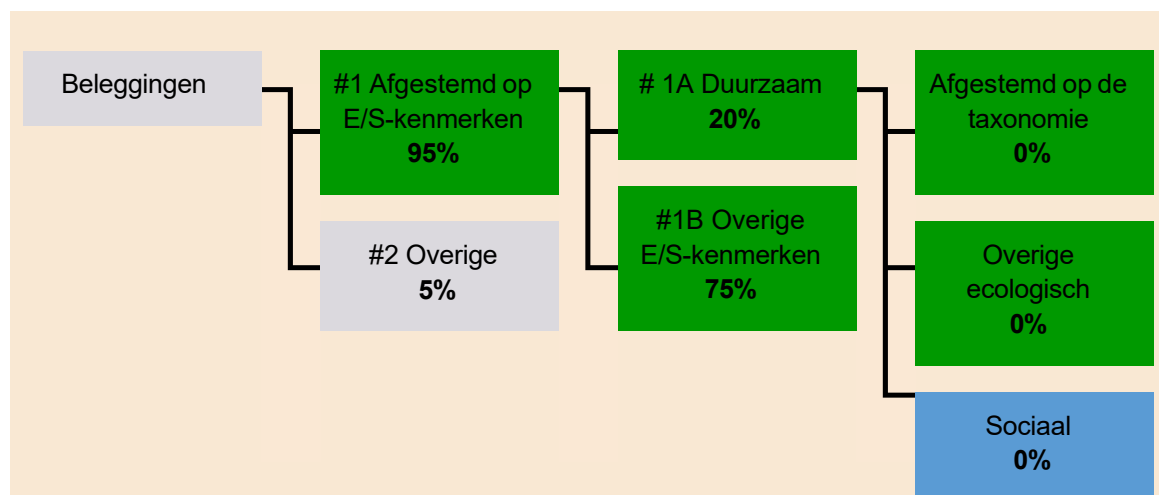 Beleggingen
#1 Afgestemd op
E/S-kenmerken
95%
#2 Overige
5%
# 1A Duurzaam
20%
#1B Overige
E/S-kenmerken
75%
Afgestemd op de
taxonomie
0%
Overige
ecologisch
0%
Sociaal
0%